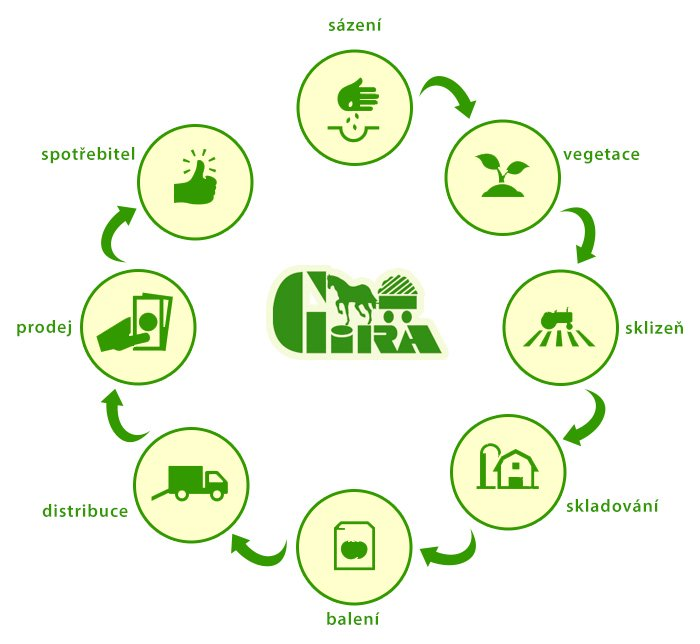 sázení
vegetace
sklizeň
skladování
balení
distribuce
prodej
spotřebitel